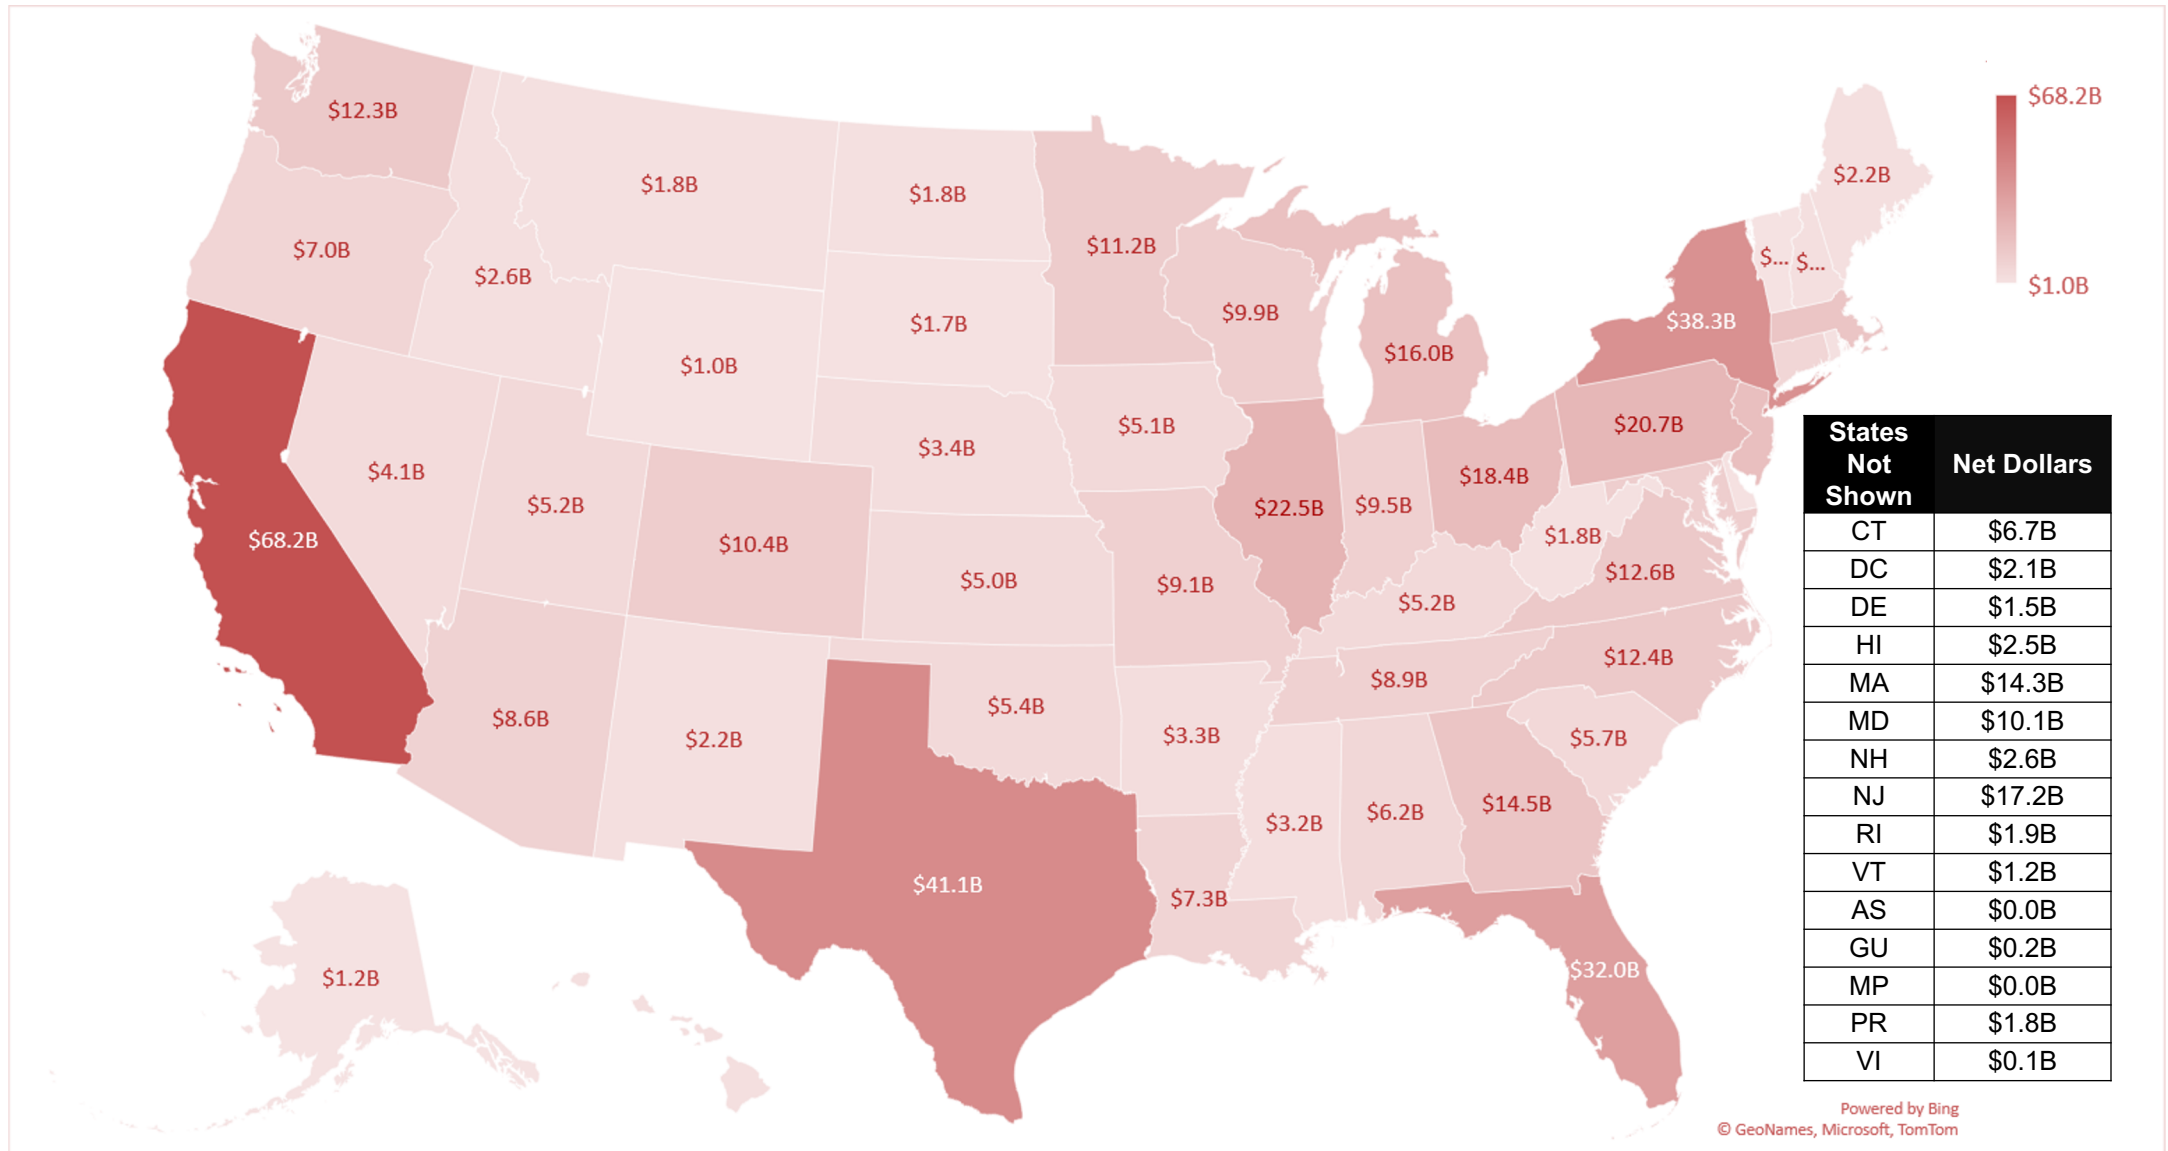 $68.2B
$1.0B
$12.3B
$1.8B
$1.8B
$2.2B
$7.0B
$2.6B
$11.2B
$...
$...
$1.7B
$9.9B
$38.3B
$1.0B
$16.0B
$5.1B
$20.7B
$3.4B
$4.1B
$18.4B
$5.2B
$22.5B
$9.5B
$1.8B
$68.2B
$10.4B
$5.0B
$9.1B
$12.6B
$5.2B
$12.4B
$8.9B
$8.6B
$5.4B
$2.2B
$3.3B
$5.7B
$14.5B
$3.2B
$6.2B
$41.1B
$7.3B
$32.0B
$1.2B
States Not Shown Net Dollars
CT $6.7B
DC $2.1B
DE $1.5B
HI $2.5B
MA $14.3B
MD $10.1B
NH $2.6B
NJ $17.2B
RI $1.9B
VT $1.2B
AS $0.0B
GU $0.2B
MP $0.0B
PR $1.8B
VI $0.1B
Powered by Bing
© GeoNames, Microsoft, TomTom